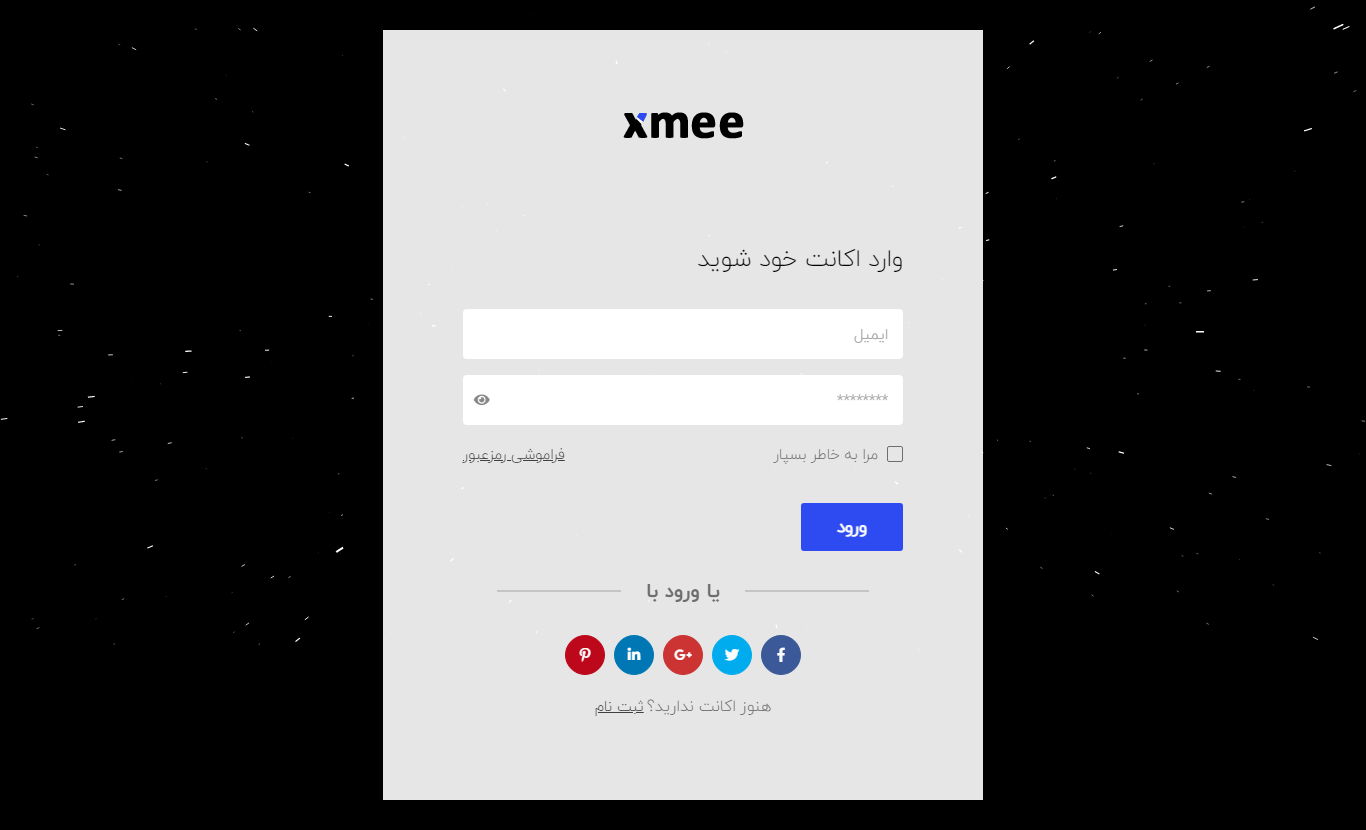 xmee
وارد اکانت خود شوید
ایمیل
********
مرا به خاطر بسپار
فراموشی رمزعبور
ورود
یا ورود با
هنوز اکانت ندارید؟ ثبت نام